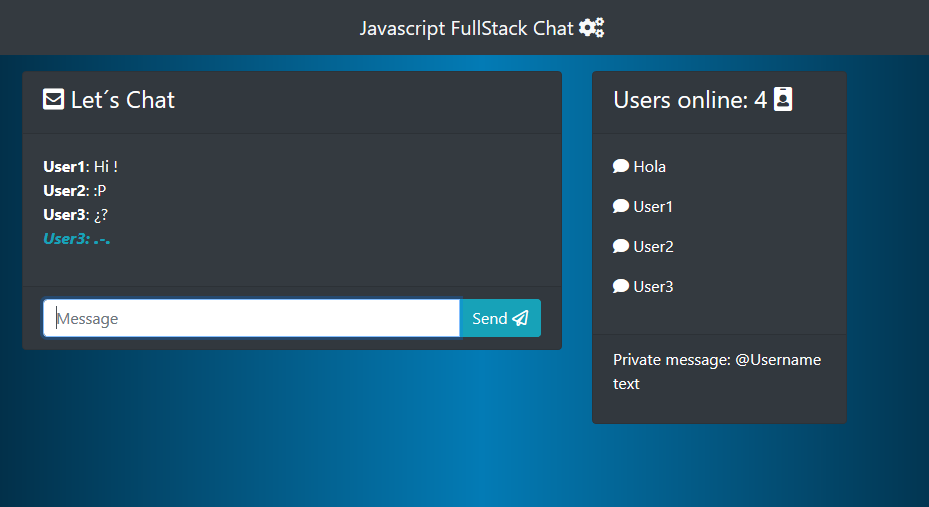 Javascript FullStack Chat
Let´s Chat
User1: Hi !
User2: :P
User3: ¿?
User3: .-.
Message
Send
Users online: 4
Hola
User1
User2
User3
Private message: @Username
text